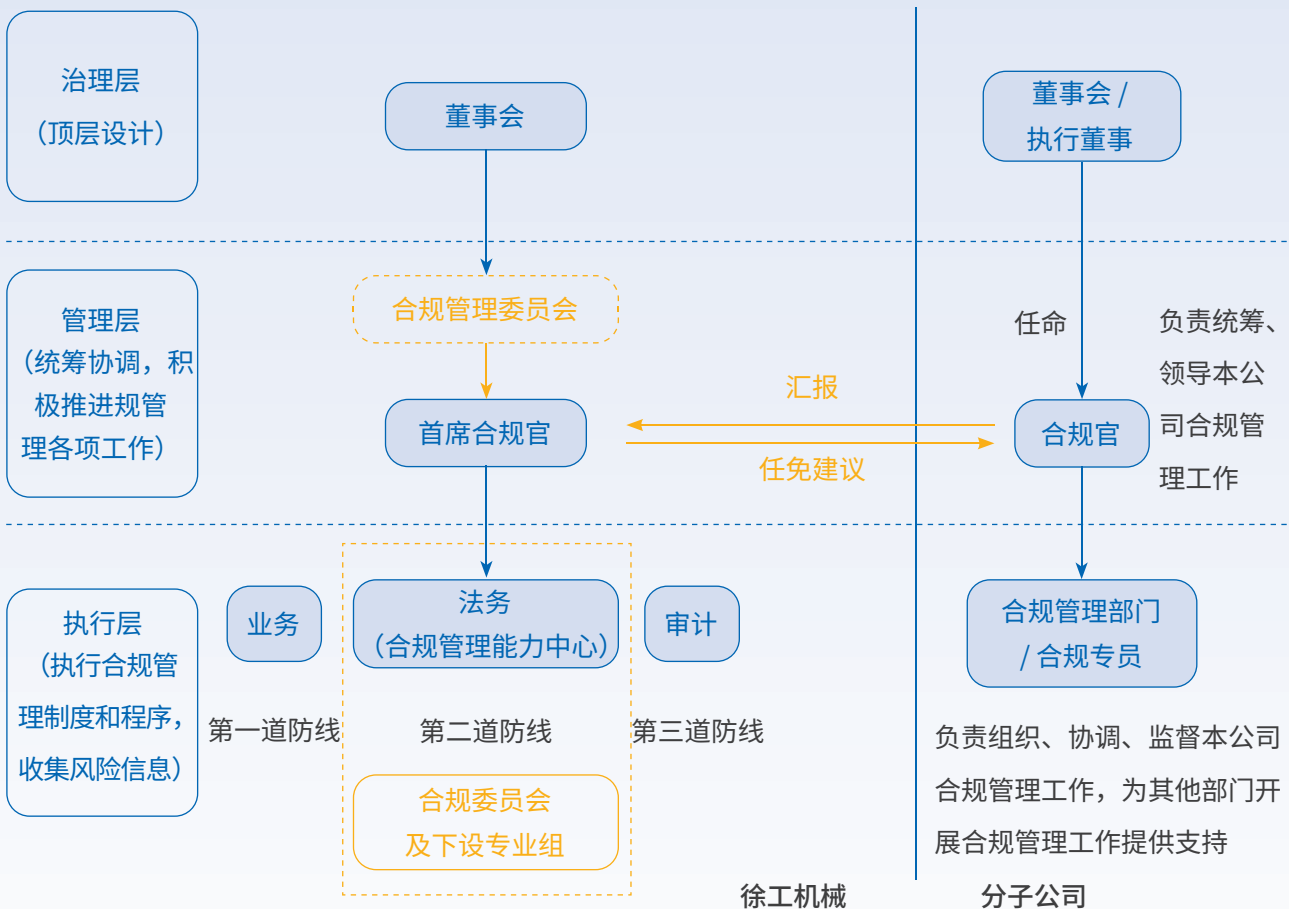 治理层
（顶层设计）
董事会
董事会 /
执行董事
管理层
（统筹协调，积
极推进规管
理各项工作）
合规管理委员会
首席合规官
汇报
任免建议
任命
合规官
负责统筹、
领导本公
司合规管
理工作
执行层
（执行合规管
理制度和程序，
收集风险信息）
业务
第一道防线
法务
（合规管理能力中心）
第二道防线
合规委员会
及下设专业组
审计
第三道防线
合规管理部门
/ 合规专员
负责组织、协调、监督本公司
合规管理工作，为其他部门开
展合规管理工作提供支持
徐工机械
分子公司